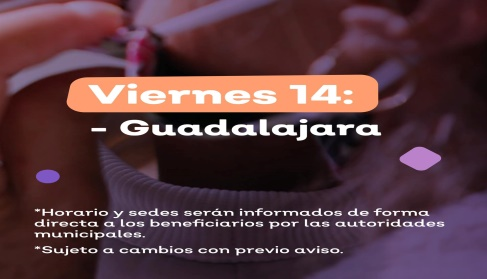 Viernes 14:
– Guadalajara
*Horario y sedes serán informados de forma
directa a los beneficiarios por las autoridades
municipales.
*Sujeto a cambios con previo aviso.